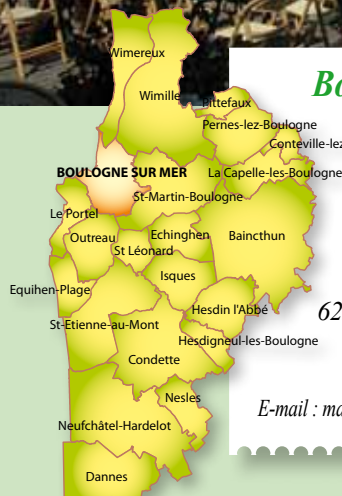 Bo
Wimereux
Wimille
Pittefaux
Pernes-lez-Boulogne
Conteville-lez
BOULOGNE SUR MER
La Capelle-les-Boulogne
St-Martin-Boulogne
Le Portel
Outreau
Echinghen
Baincthun
St Léonard
Isques
Equihen-Plage
Hesdin l'Abbé
62
St-Etienne-au-Mont
Hesdigneul-les-Boulogne
Condette
Nesles
E-mail : ma
Neufchâtel-Hardelot
Dannes